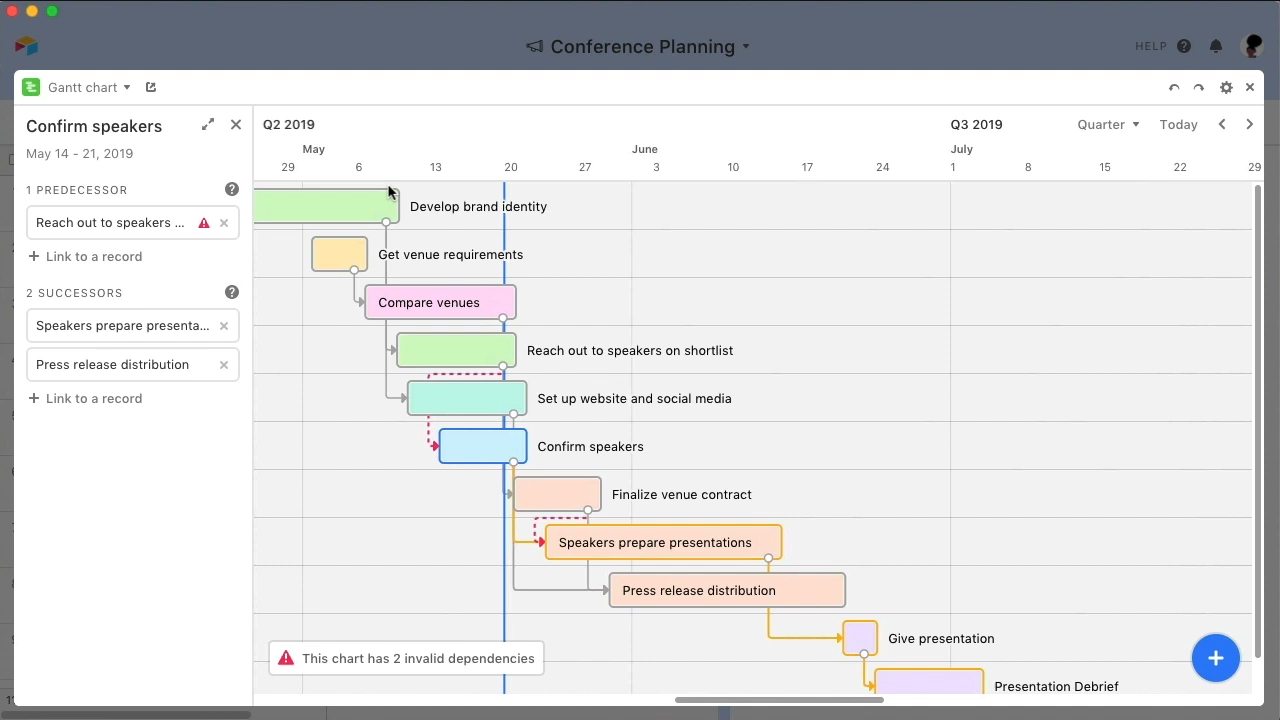 Conference Planning
HELP
Gantt chart
Confirm speakers
May 14 - 21, 2019
1 PREDECESSOR
Reach out to speakers ...
+ Link to a record
2 SUCCESSORS
Speakers prepare presenta...
Press release distribution
+ Link to a record
Q2 2019
Q3 2019
Quarter
Today
May
June
July
29
6
13
20
27
3
10
17
24
1
8
15
22
29
Develop brand identity
Get venue requirements
Compare venues
Reach out to speakers on shortlist
Set up website and social media
Confirm speakers
Finalize venue contract
Speakers prepare presentations
Press release distribution
Give presentation
Presentation Debrief
This chart has 2 invalid dependencies